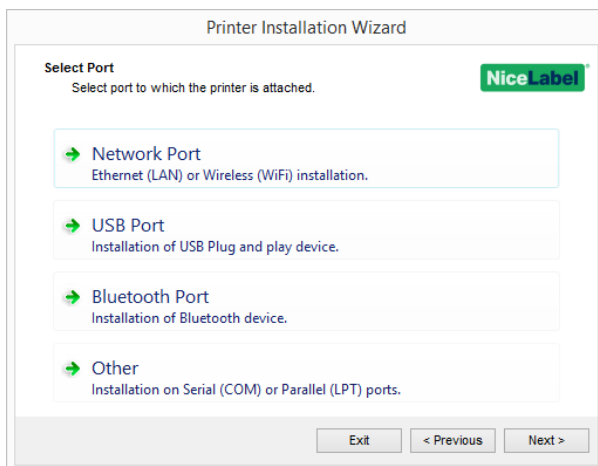 Printer Installation Wizard
Select Port
Select port to which the printer is attached.
NiceLabel
Network Port
Ethernet (LAN) or Wireless (WiFi) installation.
USB Port
Installation of USB Plug and play device.
Bluetooth Port
Installation of Bluetooth device.
Other
Installation on Serial (COM) or Parallel (LPT) ports.
Exit
< Previous
Next >